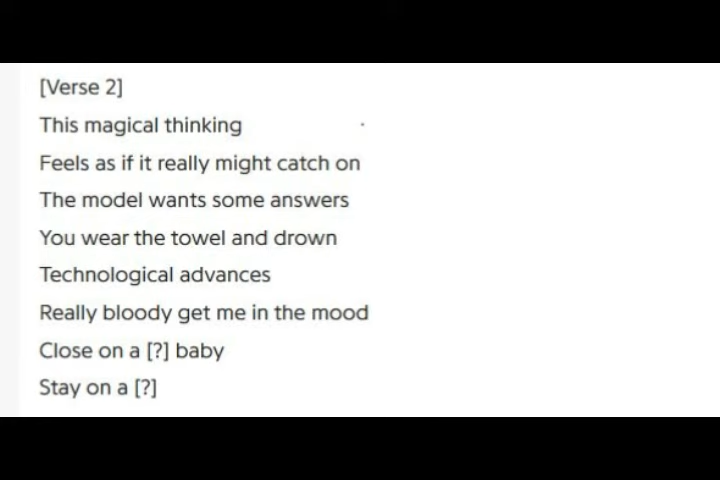 [Verse 2]
This magical thinking
Feels as if it really might catch on
The model wants some answers
You wear the towel and drown
Technological advances
Really bloody get me in the mood
Close on a [?] baby
Stay on a [?]